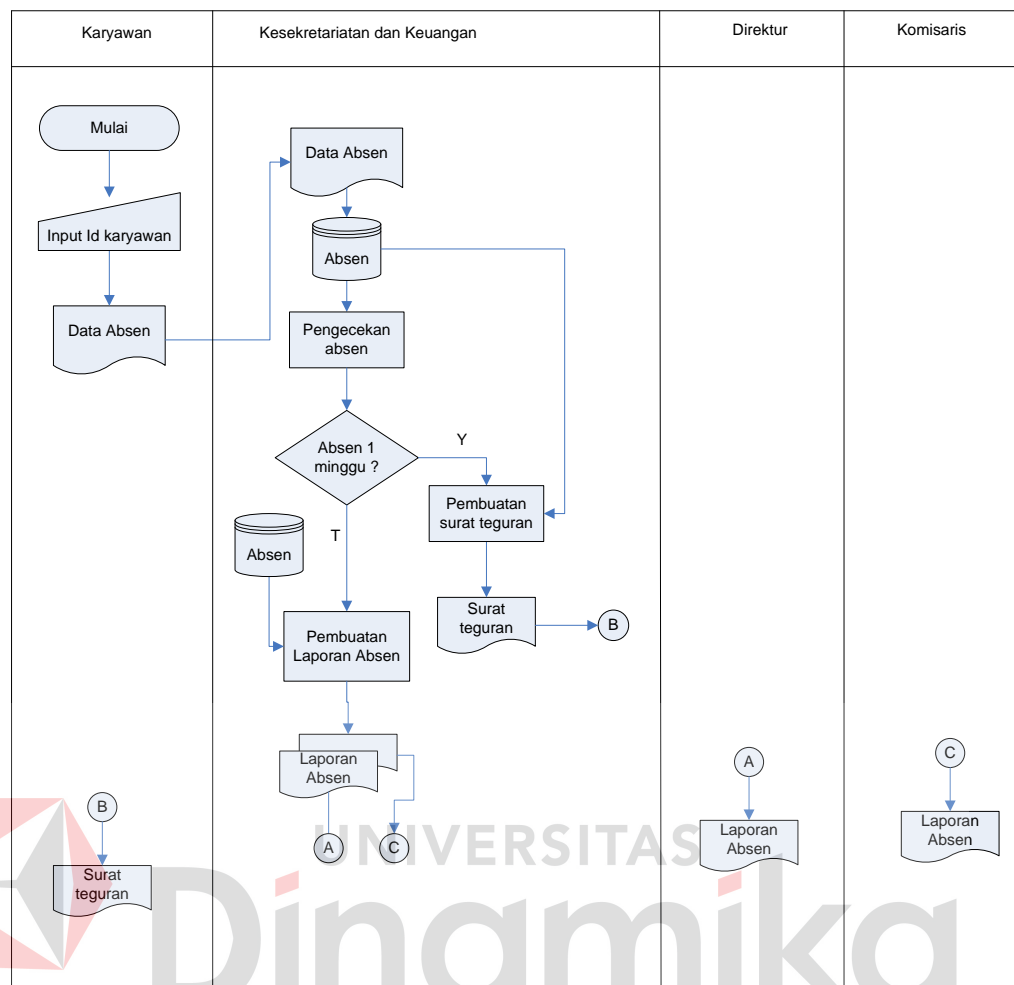 Karyawan
Kesekretariatan dan Keuangan
Direktur
Komisaris
Mulai
Input Id karyawan
Data Absen
Data Absen
Absen
Pengecekan
absen
Absen 1
minggu ?
Y
T
Pembuatan
surat teguran
Surat
teguran
B
Absen
Pembuatan
Laporan Absen
Laporan
Absen
A
C
A
Laporan
Absen
C
Laporan
Absen
B
Surat
teguran
UNIVERSITAS
Dinamika